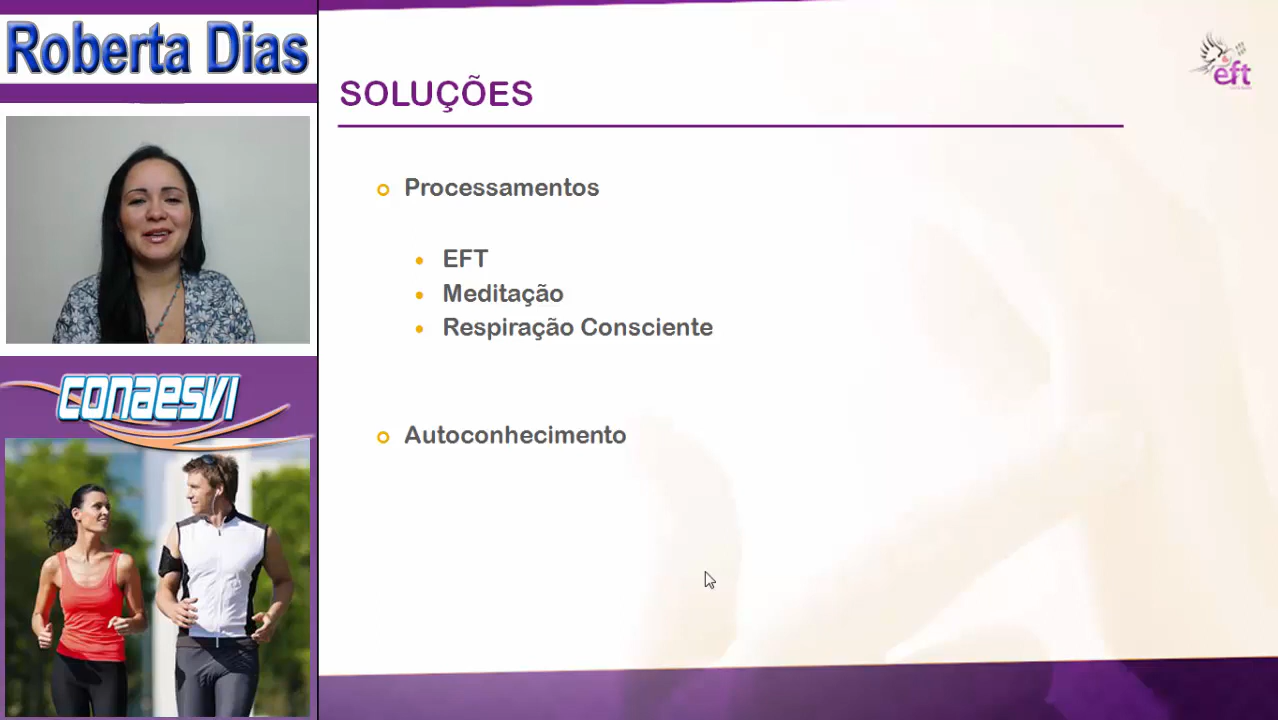 Roberta Dias
SOLUÇÕES
eft
Processamentos
EFT
Meditação
Respiração Consciente
Autoconhecimento
CONAESVI